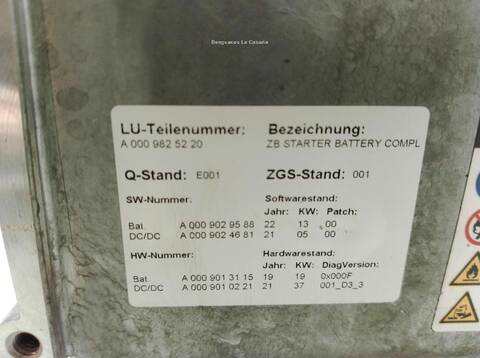 Desguaces La Cabaña
LU-Teilenummer: Bezeichnung:
A 000 982 52 20 ZB STARTER BATTERY COMPL
Q-Stand: E001 ZGS-Stand: 001
SW-Nummer: Softwarestand:
Jahr: KW: Patch:
Bat. A 000 902 95 88 22 13 00
DC/DC A 000 902 46 81 21 05 00
HW-Nummer: Hardwarestand:
Jahr: KW: DiagVersion:
Bat. A 000 901 31 15 19 19 0x000F
DC/DC A 000 901 02 21 21 37 001_D3_3